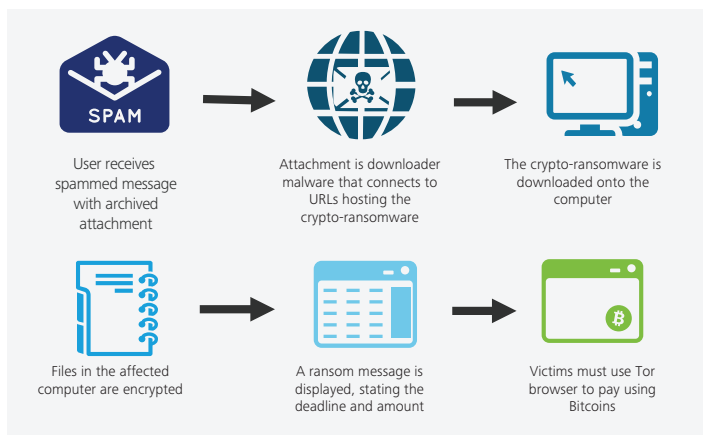 SPAM
User receives
spammed message
with archived
attachment
Attachment is downloader
malware that connects to
URLs hosting the
crypto-ransomware
The crypto-ransomware is
downloaded onto the
computer
Files in the affected
computer are encrypted
A ransom message is
displayed, stating the
deadline and amount
Victims must use Tor
browser to pay using
Bitcoins